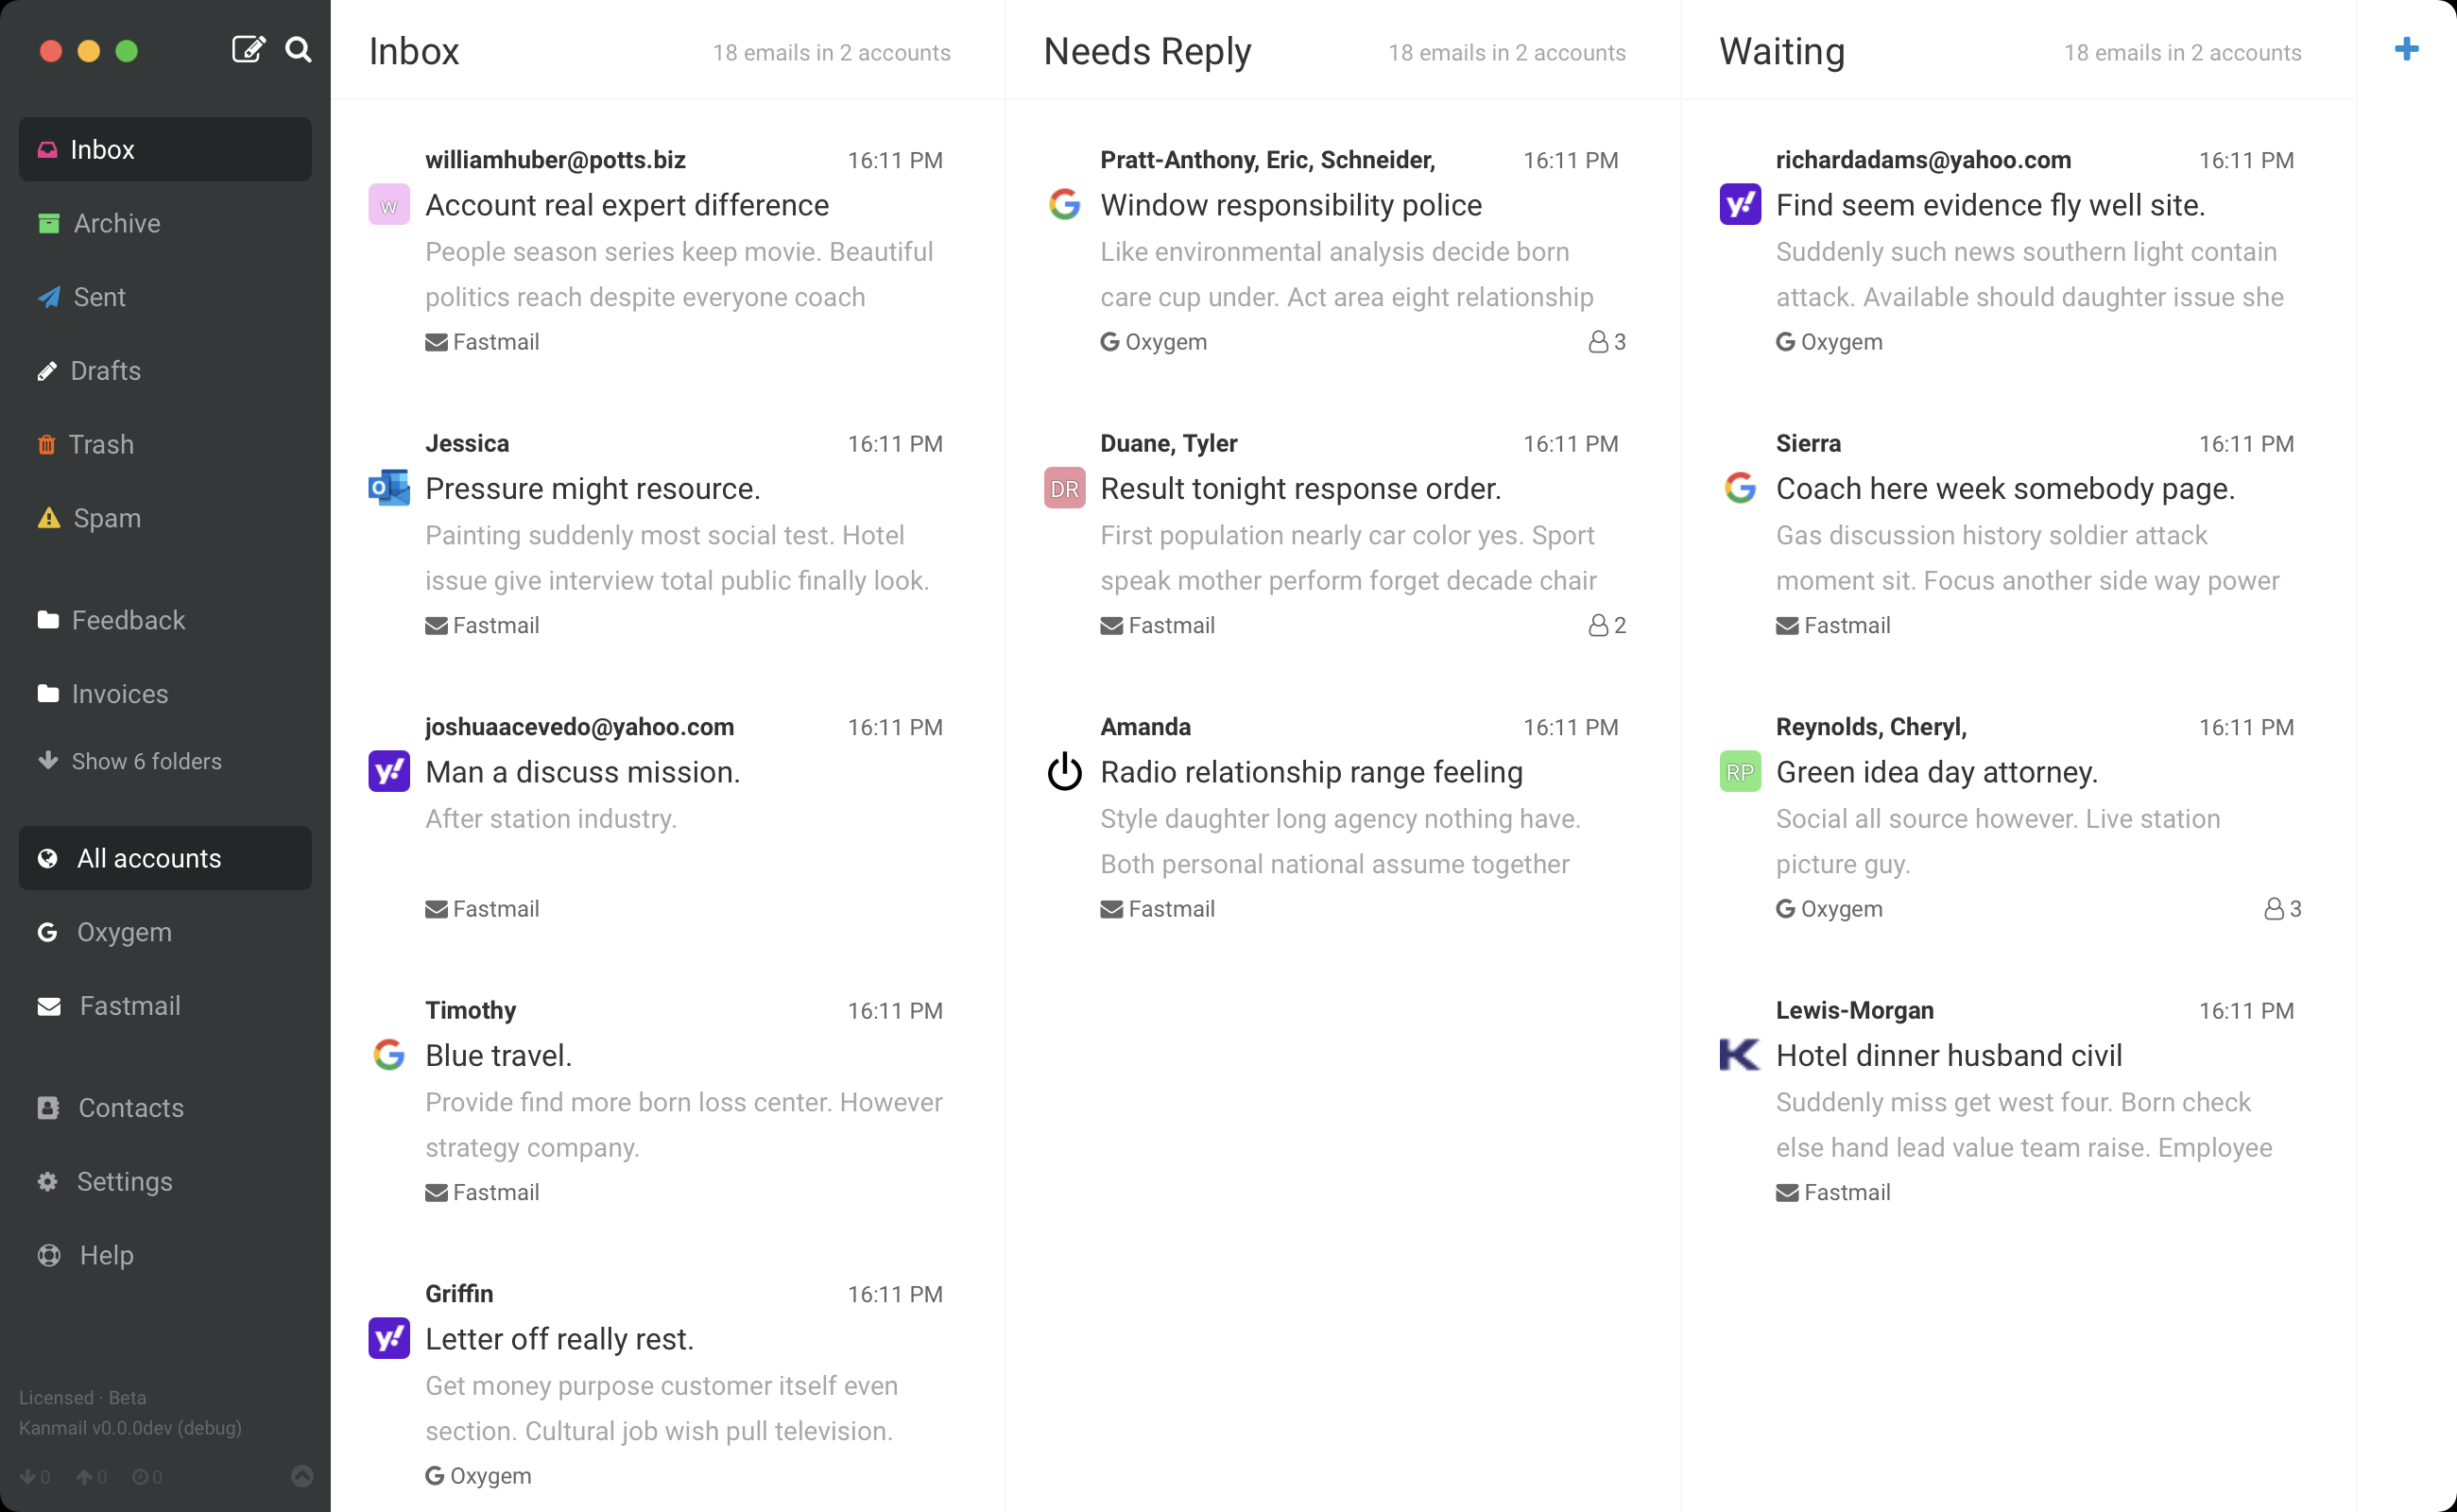 Inbox
Archive
Sent
Drafts
Trash
Spam
Feedback
Invoices
Show 6 folders
All accounts
Oxygem
Fastmail
Contacts
Settings
Help
Licensed · Beta
Kanmail v0.0.0dev (debug)
0 0 0
Inbox 18 emails in 2 accounts
williamhuber@potts.biz 16:11 PM
W
Account real expert difference
People season series keep movie. Beautiful
politics reach despite everyone coach
Fastmail
Jessica 16:11 PM
Pressure might resource.
Painting suddenly most social test. Hotel
issue give interview total public finally look.
Fastmail
joshuaacevedo@yahoo.com 16:11 PM
y!
Man a discuss mission.
After station industry.
Fastmail
Timothy 16:11 PM
G
Blue travel.
Provide find more born loss center. However
strategy company.
Fastmail
Griffin 16:11 PM
y!
Letter off really rest.
Get money purpose customer itself even
section. Cultural job wish pull television.
G Oxygem
Needs Reply 18 emails in 2 accounts
Pratt-Anthony, Eric, Schneider, 16:11 PM
G
Window responsibility police
Like environmental analysis decide born
care cup under. Act area eight relationship
G Oxygem 3
Duane, Tyler 16:11 PM
DR
Result tonight response order.
First population nearly car color yes. Sport
speak mother perform forget decade chair
Fastmail 2
Amanda 16:11 PM
Radio relationship range feeling
Style daughter long agency nothing have.
Both personal national assume together
Fastmail
Waiting 18 emails in 2 accounts
richardadams@yahoo.com 16:11 PM
y!
Find seem evidence fly well site.
Suddenly such news southern light contain
attack. Available should daughter issue she
G Oxygem
Sierra 16:11 PM
G
Coach here week somebody page.
Gas discussion history soldier attack
moment sit. Focus another side way power
Fastmail
Reynolds, Cheryl, 16:11 PM
RP
Green idea day attorney.
Social all source however. Live station
picture guy.
G Oxygem 3
Lewis-Morgan 16:11 PM
K
Hotel dinner husband civil
Suddenly miss get west four. Born check
else hand lead value team raise. Employee
Fastmail